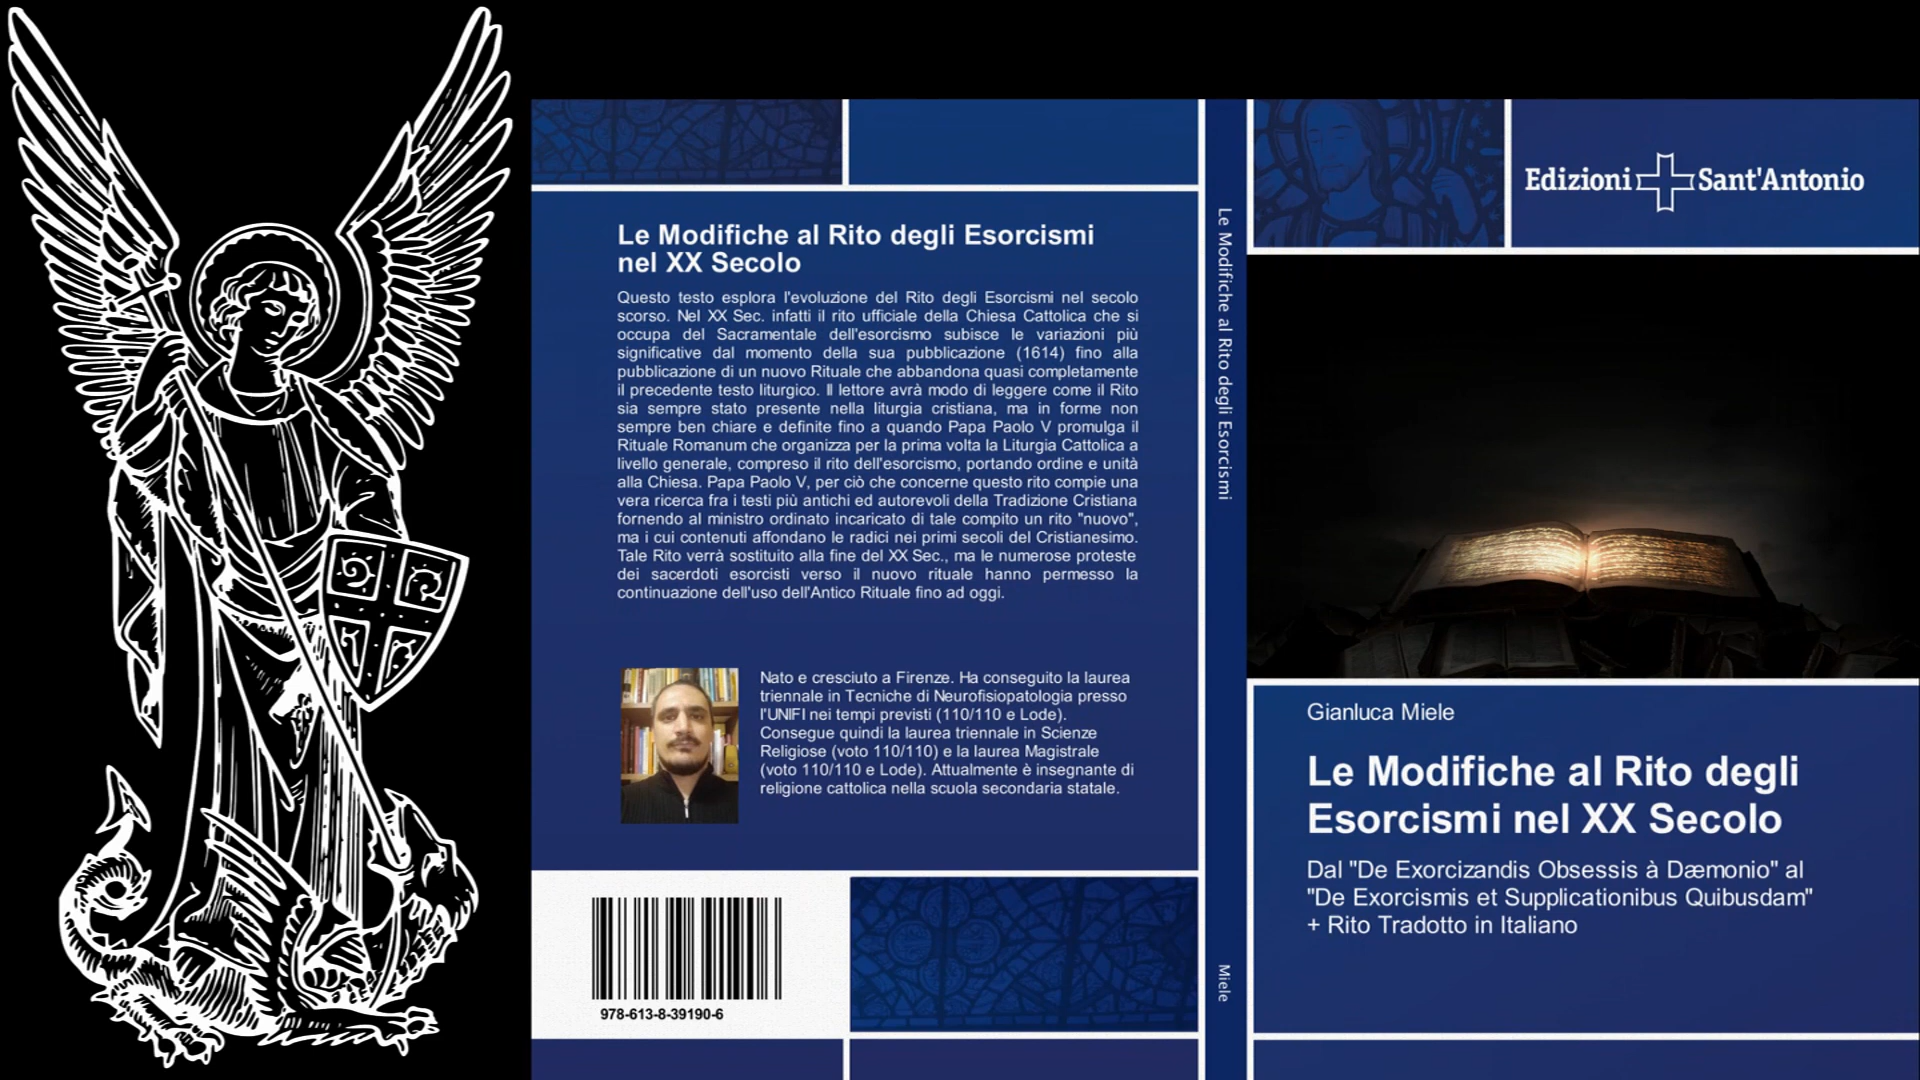 Le Modifiche al Rito degli Esorcismi
nel XX Secolo
Questo testo esplora l'evoluzione del Rito degli Esorcismi nel secolo
scorso. Nel XX Sec. infatti il rito ufficiale della Chiesa Cattolica che si
occupa del Sacramentale dell'esorcismo subisce le variazioni più
significative dal momento della sua pubblicazione (1614) fino alla
pubblicazione di un nuovo Rituale che abbandona quasi completamente
il precedente testo liturgico. Il lettore avrà modo di leggere come il Rito
sia sempre stato presente nella liturgia cristiana, ma in forme non
sempre ben chiare e definite fino a quando Papa Paolo V promulga il
Rituale Romanum che organizza per la prima volta la Liturgia Cattolica a
livello generale, compreso il rito dell'esorcismo, portando ordine e unità
alla Chiesa. Papa Paolo V, per ciò che concerne questo rito compie una
vera ricerca fra i testi più antichi ed autorevoli della Tradizione Cristiana
fornendo al ministro ordinato incaricato di tale compito un rito "nuovo",
ma i cui contenuti affondano le radici nei primi secoli del Cristianesimo.
Tale Rito verrà sostituito alla fine del XX Sec., ma le numerose proteste
dei sacerdoti esorcisti verso il nuovo rituale hanno permesso la
continuazione dell'uso dell'Antico Rituale fino ad oggi.
Nato e cresciuto a Firenze. Ha conseguito la laurea
triennale in Tecniche di Neurofisiopatologia presso
l'UNIFI nei tempi previsti (110/110 e Lode).
Consegue quindi la laurea triennale in Scienze
Religiose (voto 110/110) e la laurea Magistrale
(voto 110/110 e Lode). Attualmente è insegnante di
religione cattolica nella scuola secondaria statale.
978-613-8-39190-6
Le Modifiche al Rito degli Esorcismi
Miele
Edizioni Sant'Antonio
Gianluca Miele
Le Modifiche al Rito degli
Esorcismi nel XX Secolo
Dal "De Exorcizandis Obsessis à Dæmonio" al
"De Exorcismis et Supplicationibus Quibusdam"
+ Rito Tradotto in Italiano